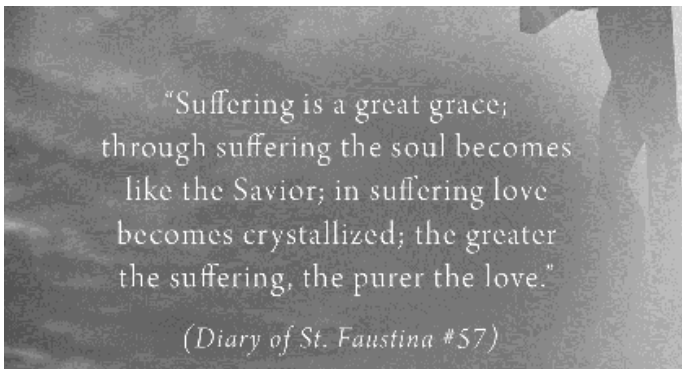 “Suffering is a great grace;
through suffering the soul becomes
like the Savior; in suffering love
becomes crystallized; the greater
the suffering, the purer the love.”
(Diary of St. Faustina #57)